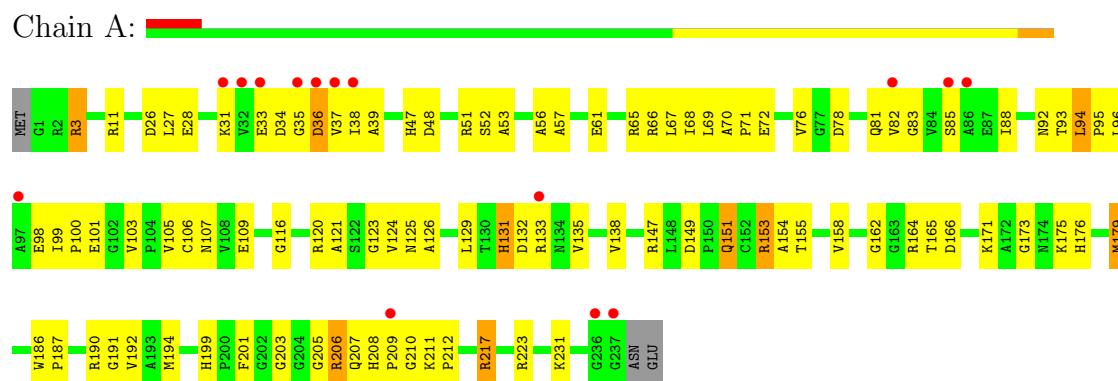 Chain A:
MET G1 R2 R3 R11 D26 L27 E28 K31 V32 E33 D34 G35 D36 V37 I38 A39 H47 D48 R51 S52 A53 A56 A57 E61 R65 R66 L67 I68 L69 A70 P71 E72 V76 G77 D78 Q81 V82 G83 V84 S85 A86 E87 I88 N92 T93 L94 P95 L96
A97 E98 I99 P100 E101 G102 V103 P104 V105 C106 N107 V108 E109 G116 R120 A121 S122 G123 V124 N125 A126 L129 T130 H131 D132 R133 N134 V135 V138 R147 L148 D149 P150 Q151 C152 R153 A154 T155 V158 G162 G163 R164 T165 D166 K171 A172 G173 N174 K175 H176 M179
W186 P187 R190 G191 V192 A193 M194 H199 P200 F201 G202 G203 G204 G205 R206 Q207 H208 P209 G210 K211 P212 R217 R223 K231 G236 G237 ASN GLU